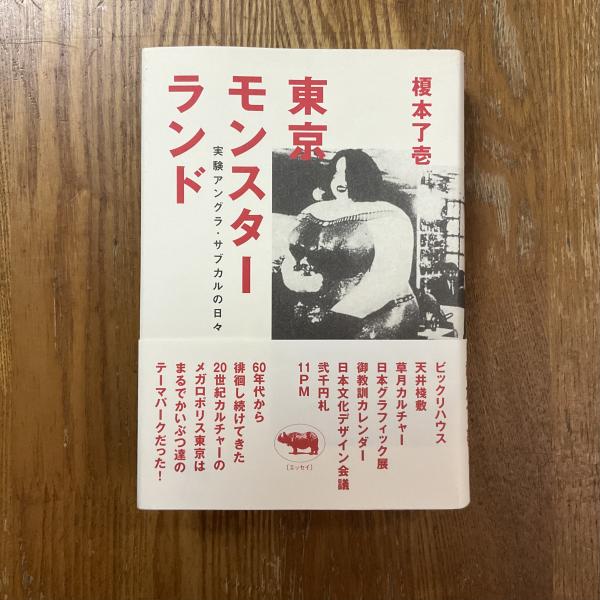 榎本了壱
東京
モンスター
ランド
実験アングラ・サブカルの日々
ビックリハウス
天井棧敷
草月カルチャー
日本グラフィック展
御教訓カレンダー
日本文化デザイン会議
弐千円札
11PM
[エッセイ]
60年代から
徘徊し続けてきた
20世紀カルチャーの
メガロポリス東京は
まるでかいぶつ達の
テーマパークだった！